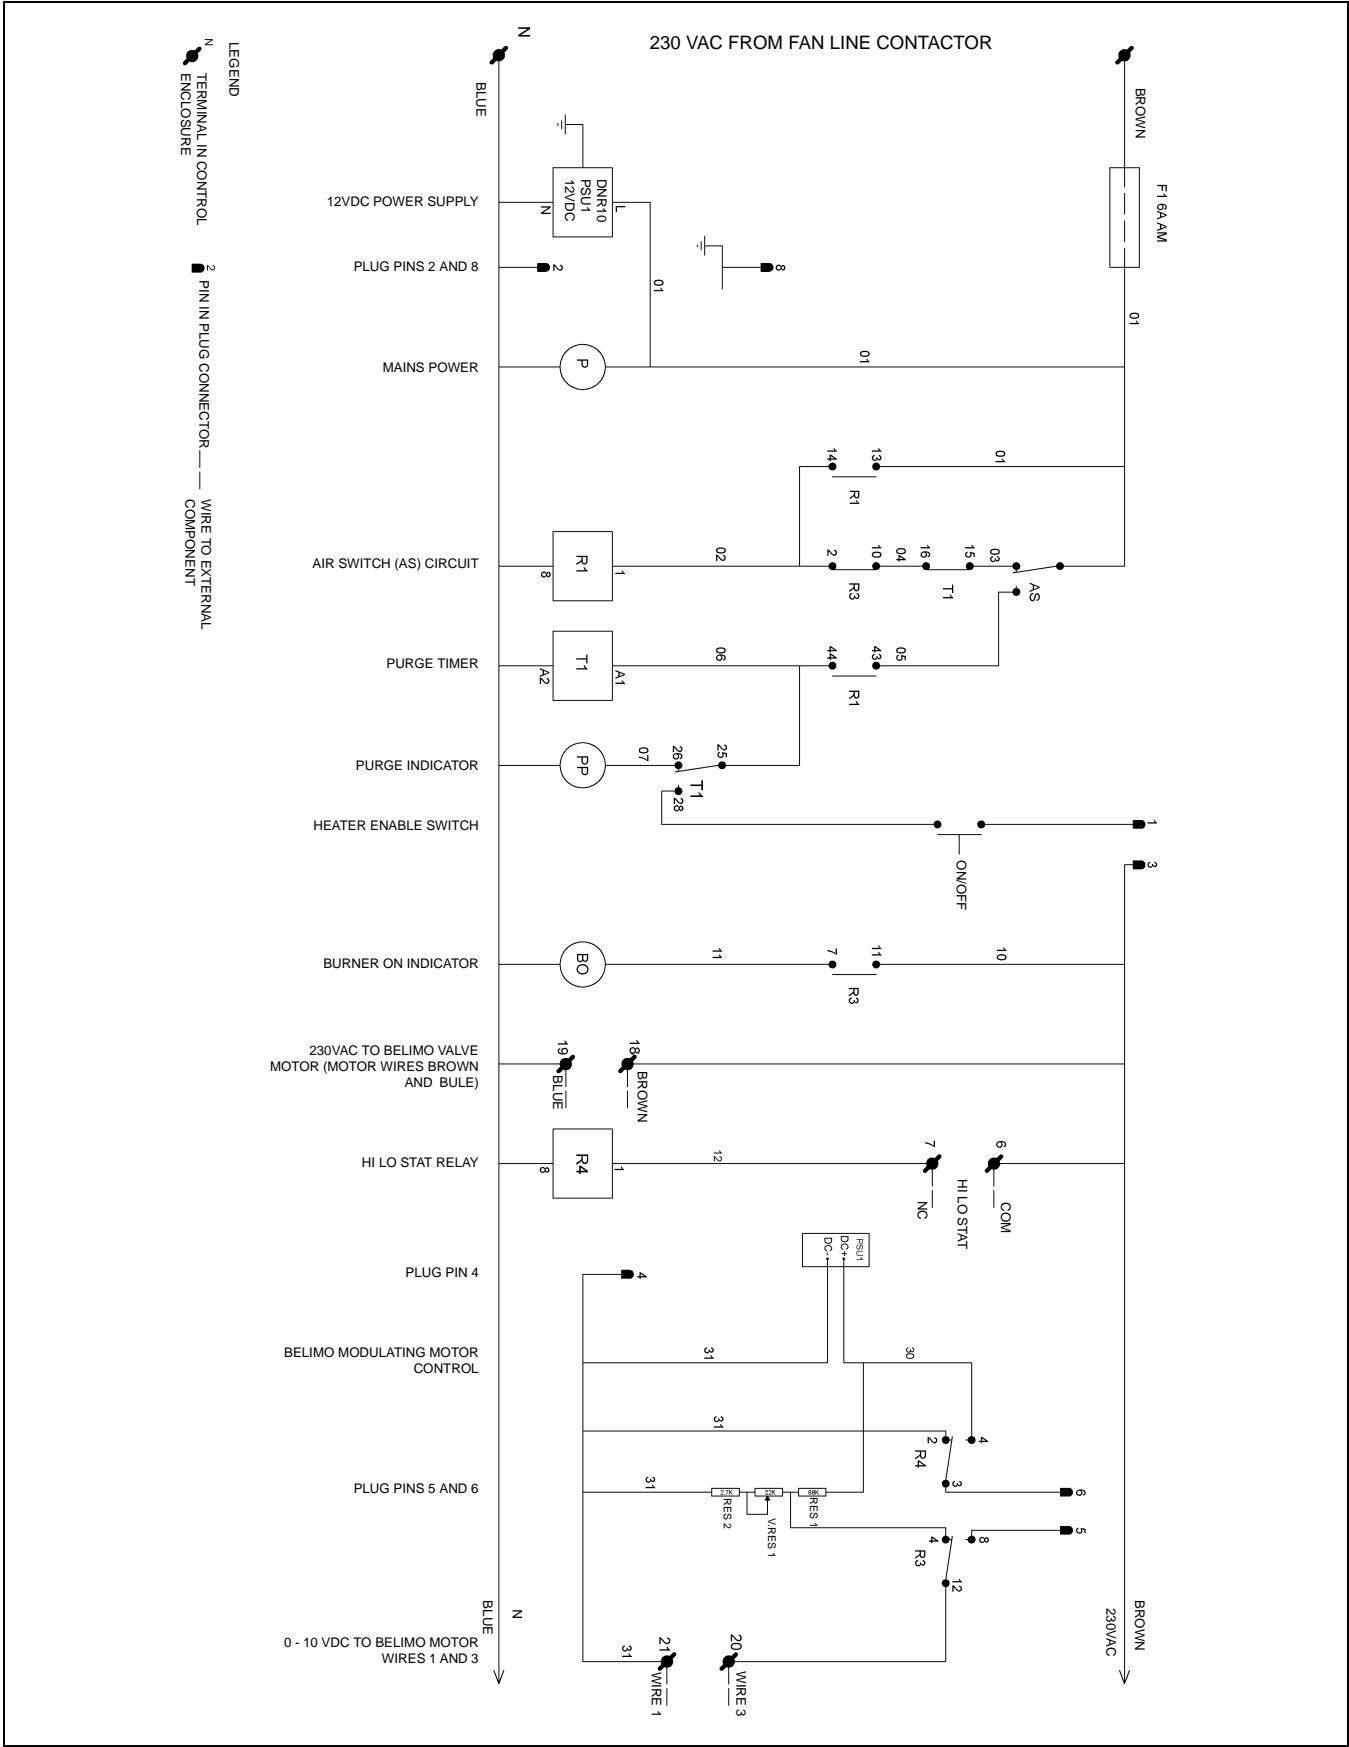 230 VAC FROM FAN LINE CONTACTOR
LEGEND
N
TERMINAL IN CONTROL
ENCLOSURE
2
PIN IN PLUG CONNECTOR
WIRE TO EXTERNAL
COMPONENT
N
BLUE
BROWN
F1 6A AM
01
12VDC POWER SUPPLY
DNR10
PSU1
12VDC
L
N
PLUG PINS 2 AND 8
2
8
01
MAINS POWER
P
01
14
13
01
R1
AIR SWITCH (AS) CIRCUIT
R1
8
1
02
2
10
04
16
15
03
R3
T1
AS
PURGE TIMER
T1
A2
A1
06
44
43
05
R1
PURGE INDICATOR
PP
07
26
25
T1
28
HEATER ENABLE SWITCH
ON/OFF
1
3
BURNER ON INDICATOR
BO
11
7
11
10
R3
230VAC TO BELIMO VALVE
MOTOR (MOTOR WIRES BROWN
AND BULE)
19
18
BLUE
BROWN
HI LO STAT RELAY
R4
8
1
12
7
6
NC
HI LO STAT
COM
PLUG PIN 4
4
PSU1
DC+
DC-
BELIMO MODULATING MOTOR
CONTROL
31
30
31
2
4
R4
3
PLUG PINS 5 AND 6
31
2.7K
22K
68K
RES 2
V.RES 1
RES 1
6
5
4
8
R3
12
0 - 10 VDC TO BELIMO MOTOR
WIRES 1 AND 3
N
BLUE
31
21
20
WIRE 1
WIRE 3
BROWN
230VAC